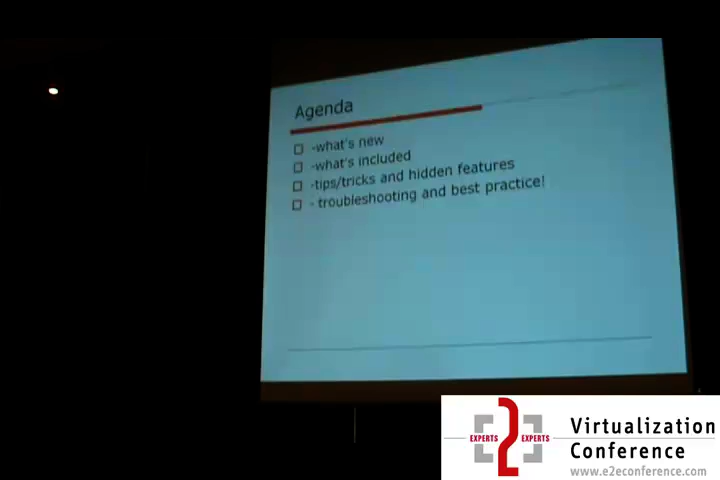 Agenda
-what's new
-what's included
-tips/tricks and hidden features
- troubleshooting and best practice!
EXPERTS 2 EXPERTS
Virtualization
Conference
www.e2econference.com